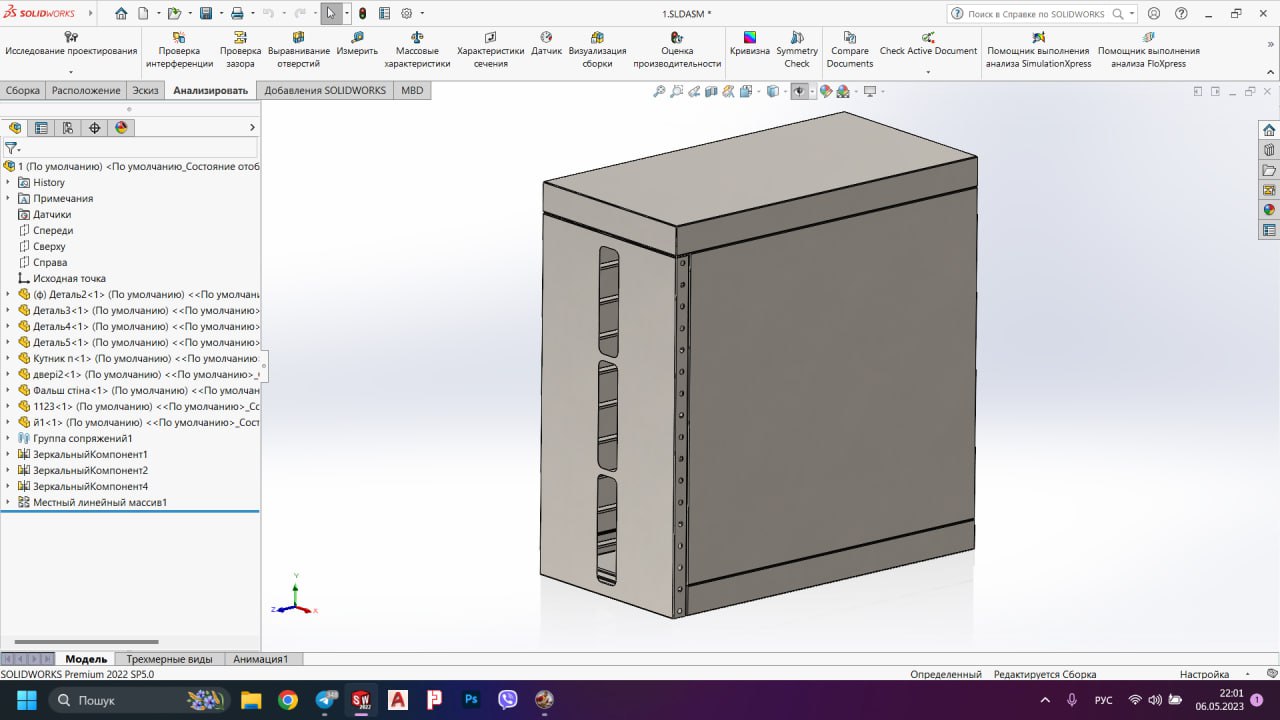 SOLIDWORKS
1.SLDASM *
Поиск в Справке по SOLIDWORKS
Исследование проектирования
Проверка интерференции
Проверка зазора
Выравнивание отверстий
Измерить
Массовые характеристики
Характеристики сечения
Датчик
Визуализация сборки
Оценка производительности
Кривизна
Symmetry Check
Compare Documents
Check Active Document
Помощник выполнения анализа SimulationXpress
Помощник выполнения анализа FloXpress
Сборка
Расположение
Эскиз
Анализировать
Добавления SOLIDWORKS
MBD
1 (По умолчанию) <По умолчанию_Состояние отоб
History
Примечания
Датчики
Спереди
Сверху
Справа
Исходная точка
(ф) Деталь2<1> (По умолчанию) <<По умолчани
Деталь3<1> (По умолчанию) <<По умолчанию>
Деталь4<1> (По умолчанию) <<По умолчанию>
Деталь5<1> (По умолчанию) <<По умолчанию>
Кутник п<1> (По умолчанию) <<По умолчанию>
двері2<1> (По умолчанию) <<По умолчанию>_
Фальш стіна<1> (По умолчанию) <<По умолчан
1123<1> (По умолчанию) <<По умолчанию>_Со
й1<1> (По умолчанию) <<По умолчанию>_Сост
Группа сопряжений1
ЗеркальныйКомпонент1
ЗеркальныйКомпонент2
ЗеркальныйКомпонент4
Местный линейный массив1
Y
Z
X
Модель
Трехмерные виды
Анимация1
SOLIDWORKS Premium 2022 SP5.0
Определенный
Редактируется Сборка
Настройка
Пошук
SW
2022
A
P
Ps
РУС
22:01
06.05.2023
1